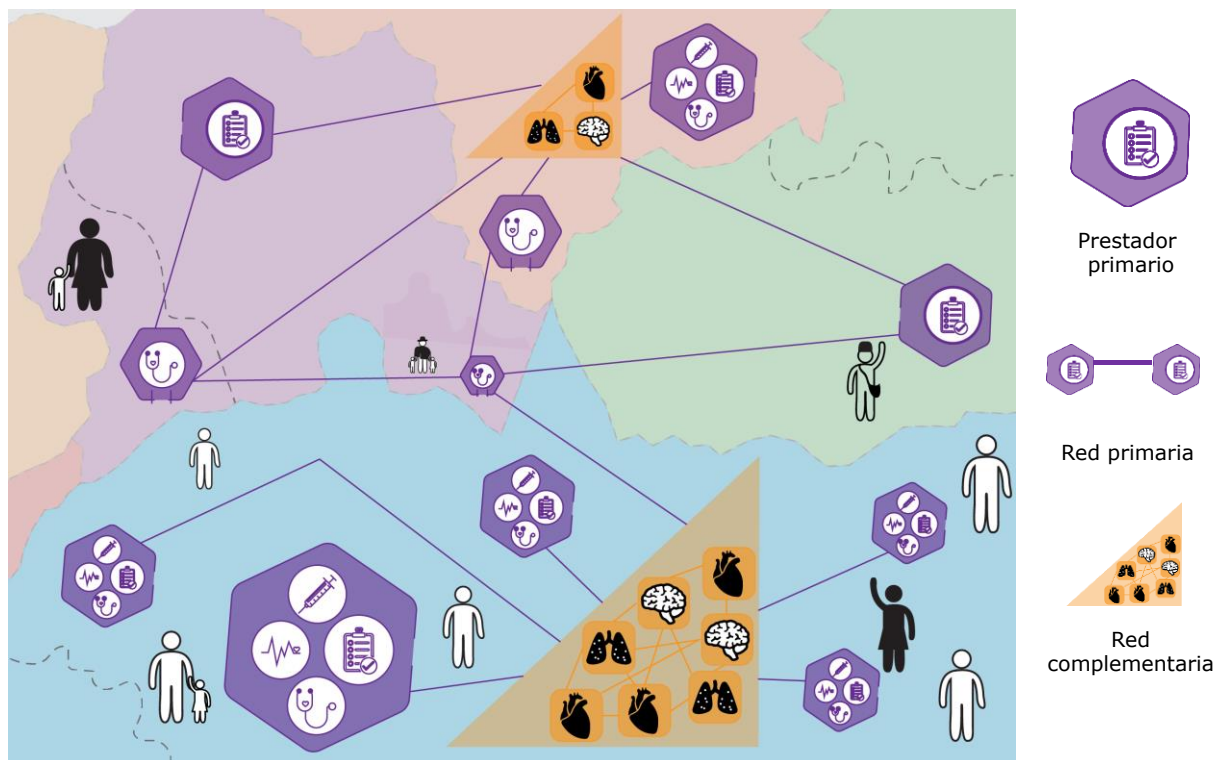 Prestador
primario
Red primaria
Red
complementaria